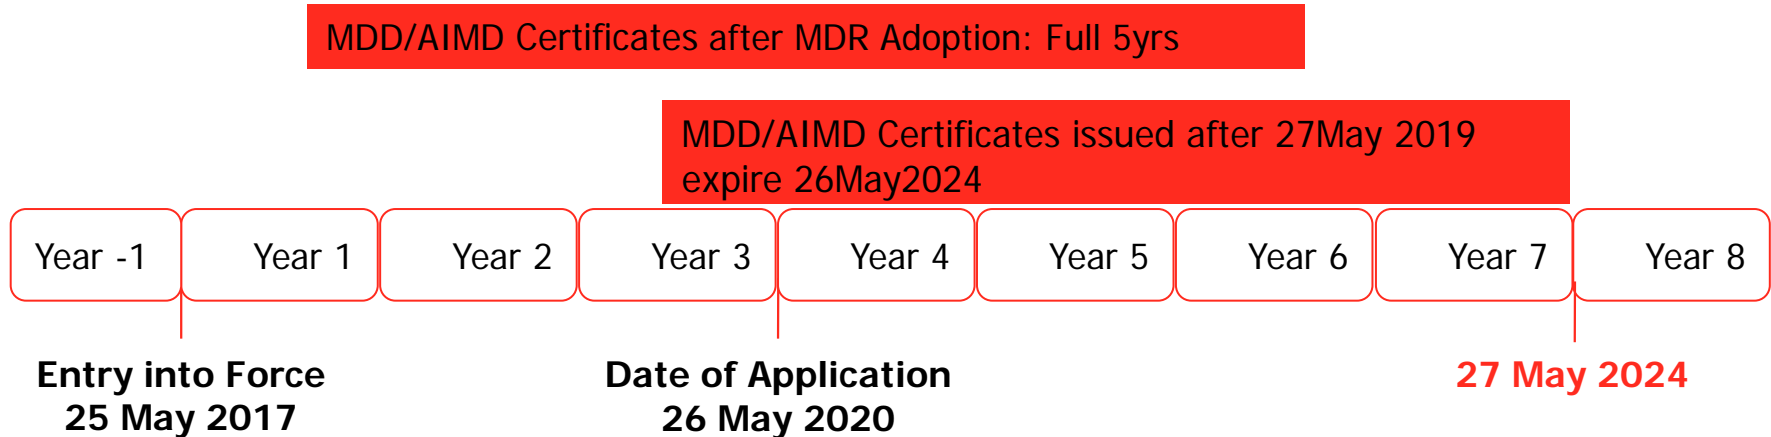 MDD/AIMD Certificates after MDR Adoption: Full 5yrs
MDD/AIMD Certificates issued after 27May 2019
expire 26May2024
Year -1 Year 1 Year 2 Year 3 Year 4 Year 5 Year 6 Year 7 Year 8
Entry into Force Date of Application 27 May 2024
25 May 2017 26 May 2020